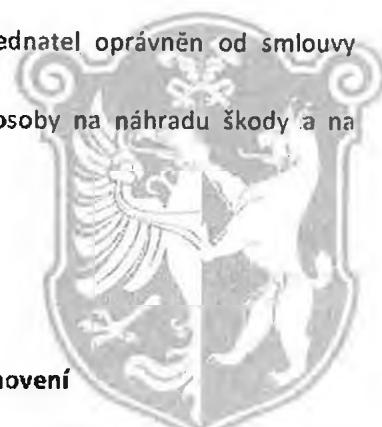 ednatel oprávněn od smlouvy
osoby na náhradu škody a na
novení